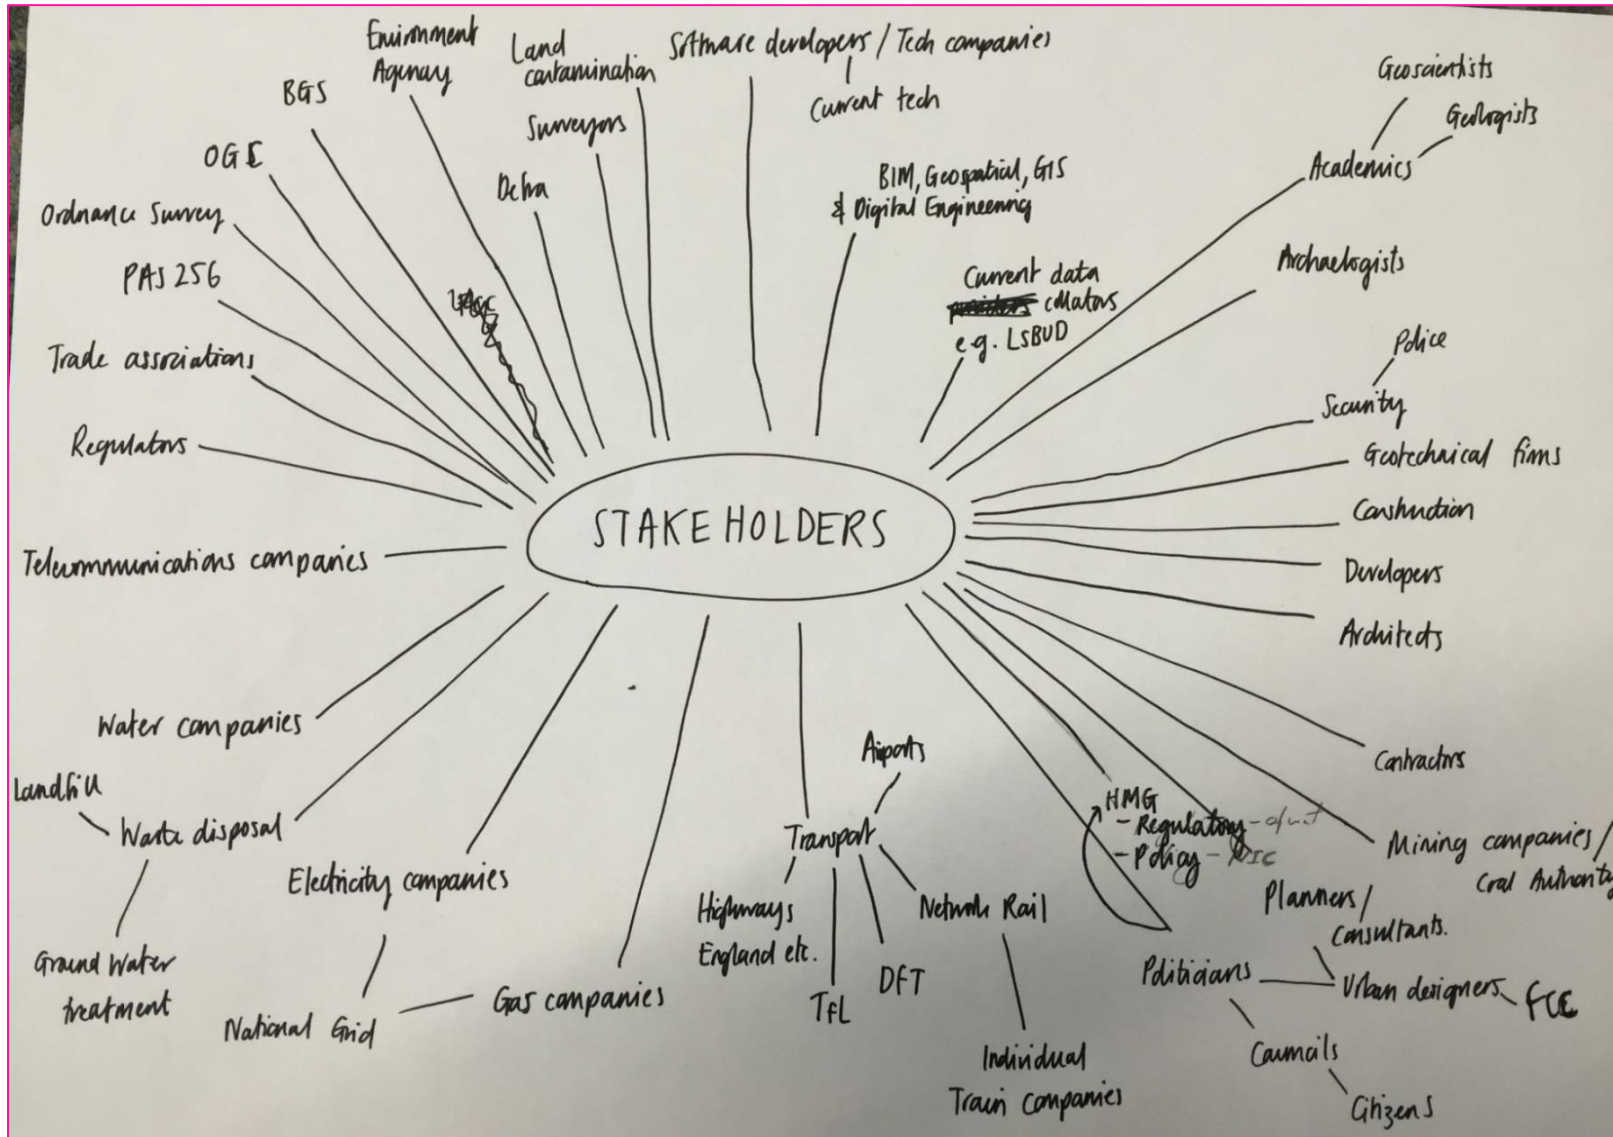 Environment
Agency
Land
contamination
Software developers / Tech companies
Current tech
BGS
Surveyors
OGC
Defra
Ordnance Survey
PAS 256
Trade associations
Regulators
Telecommunications companies
BIM, Geospatial, GIS
& Digital Engineering
Current data
collators
e.g. LSBUD
Geoscientists
Geologists
Academics
Archaelogists
Police
Security
Geotechnical firms
Construction
Developers
Architects
STAKEHOLDERS
Water companies
Landfill
Waste disposal
Ground Water
treatment
Electricity companies
National Grid
Gas companies
Airports
Transport
Highways
England etc.
TfL
DFT
Network Rail
Individual
Train companies
HMG
- Regulatory -
- Policy - NIC
Contractors
Mining companies /
Coal Authority
Planners /
Consultants.
Politicians
Urban designers
Councils
Citizens